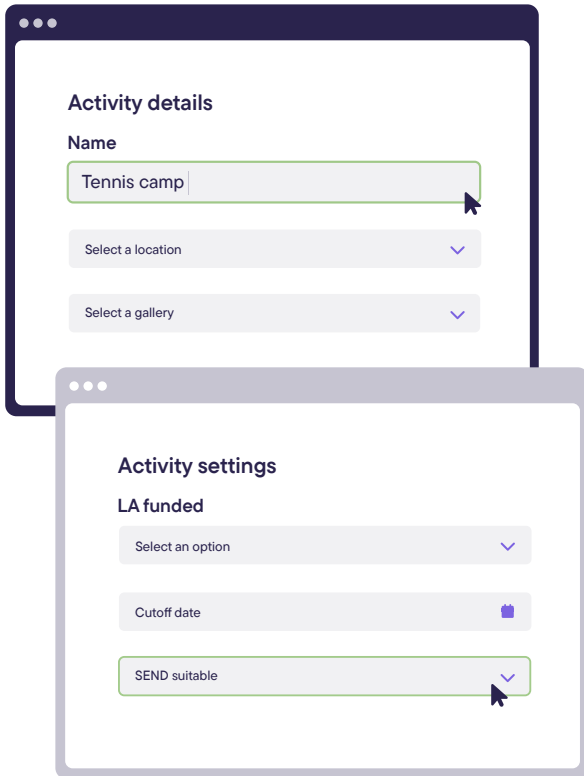 Activity details
Name
Tennis camp
Select a location
Select a gallery
Activity settings
LA funded
Select an option
Cutoff date
SEND suitable